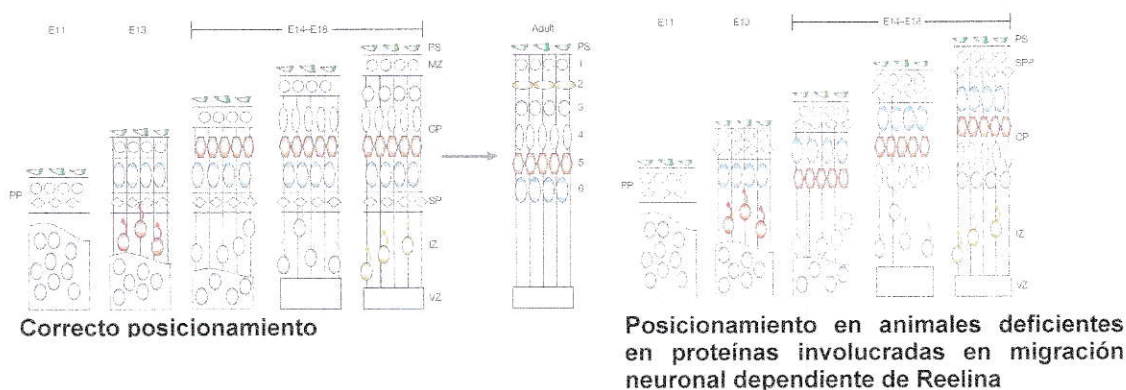 E11 E13 E14-E18 Adult
PS
MZ
CP
SP
IZ
VZ
PP
PS
1
2
3
4
5
6
Correcto posicionamiento
E11 E13 E14-E18
PS
SPP
CP
IZ
VZ
PP
Posicionamiento en animales deficientes
en proteínas involucradas en migración
neuronal dependiente de Reelina